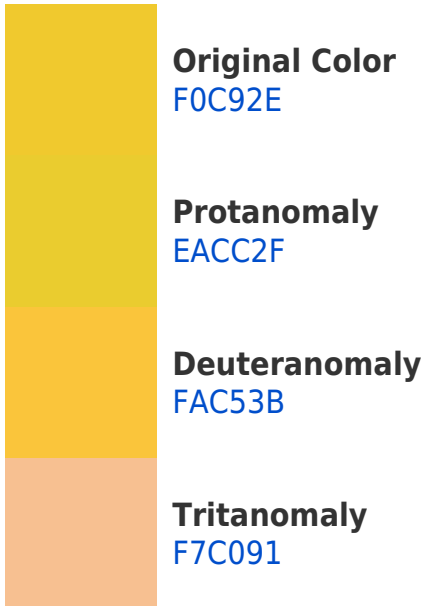 Original Color
F0C92E
Protanomaly
EACC2F
Deuteranomaly
FAC53B
Tritanomaly
F7C091